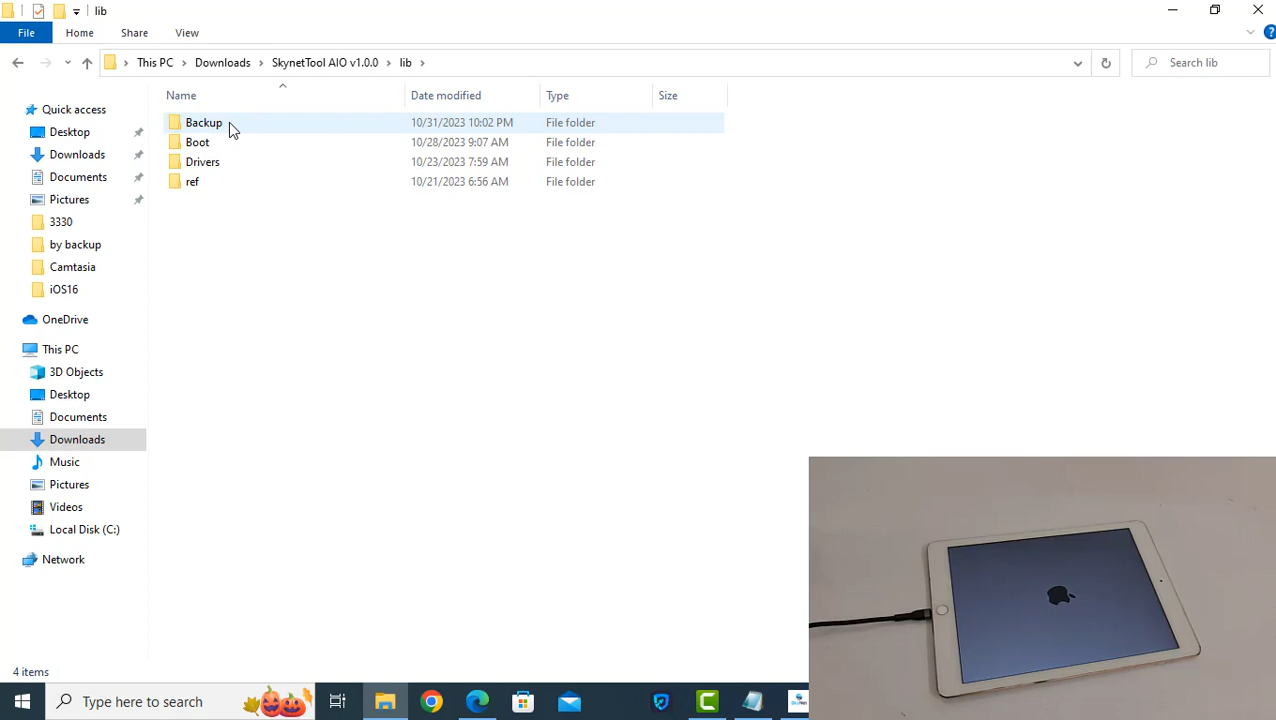 lib
File Home Share View
This PC Downloads SkynetTool AIO v1.0.0 lib Search lib
Name Date modified Type Size
Backup 10/31/2023 10:02 PM File folder
Boot 10/28/2023 9:07 AM File folder
Drivers 10/23/2023 7:59 AM File folder
ref 10/21/2023 6:56 AM File folder
Quick access
Desktop
Downloads
Documents
Pictures
3330
by backup
Camtasia
iOS16
OneDrive
This PC
3D Objects
Desktop
Documents
Downloads
Music
Pictures
Videos
Local Disk (C:)
Network
4 items
Type here to search